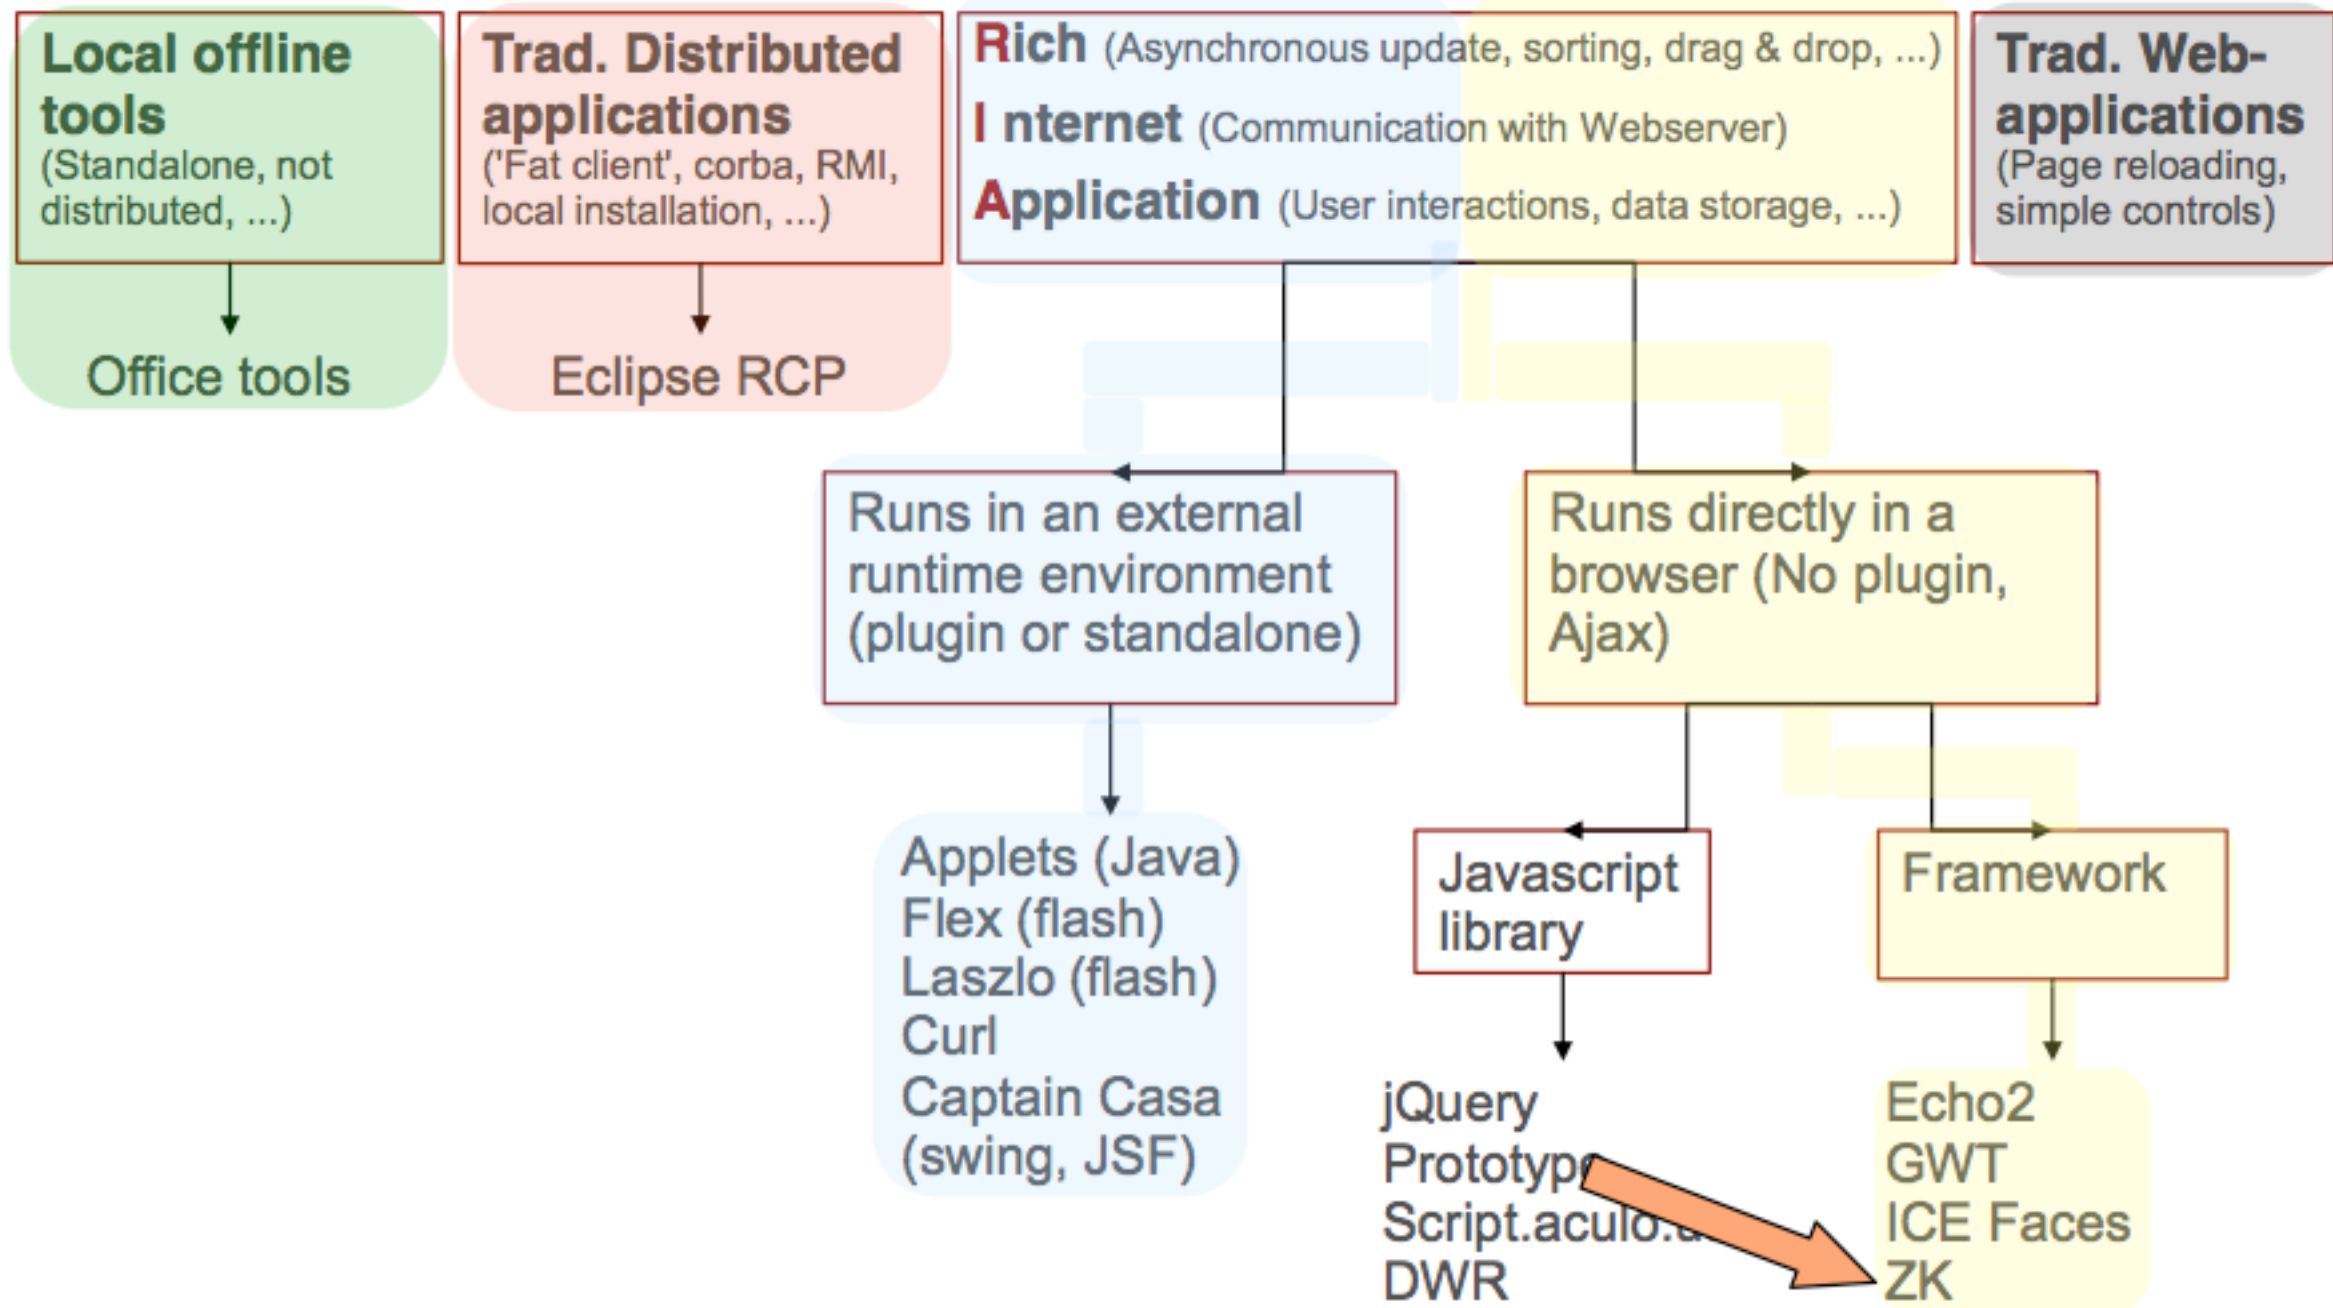 Local offline
tools
(Standalone, not
distributed, ...)
Trad. Distributed
applications
('Fat client', corba, RMI,
local installation, ...)
Rich (Asynchronous update, sorting, drag & drop, ...)
I nternet (Communication with Webserver)
Application (User interactions, data storage, ...)
Trad. Web-
applications
(Page reloading,
simple controls)
Office tools
Eclipse RCP
Runs in an external
runtime environment
(plugin or standalone)
Runs directly in a
browser (No plugin,
Ajax)
Applets (Java)
Flex (flash)
Laszlo (flash)
Curl
Captain Casa
(swing, JSF)
Javascript
library
Framework
jQuery
Prototype
DWR
Echo2
GWT
ICE Faces
ZK